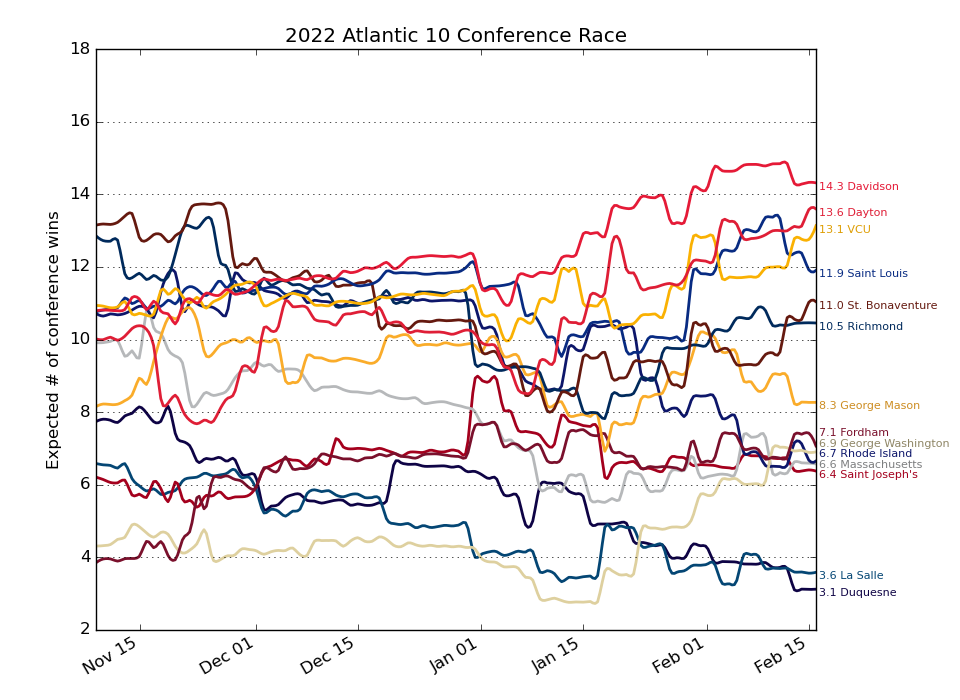 2022 Atlantic 10 Conference Race
Expected # of conference wins
18
16
14
12
10
8
6
4
2
Nov 15
Dec 01
Dec 15
Jan 01
Jan 15
Feb 01
Feb 15
14.3 Davidson
13.6 Dayton
13.1 VCU
11.9 Saint Louis
11.0 St. Bonaventure
10.5 Richmond
8.3 George Mason
7.1 Fordham
6.9 George Washington
6.7 Rhode Island
6.6 Massachusetts
6.4 Saint Joseph's
3.6 La Salle
3.1 Duquesne